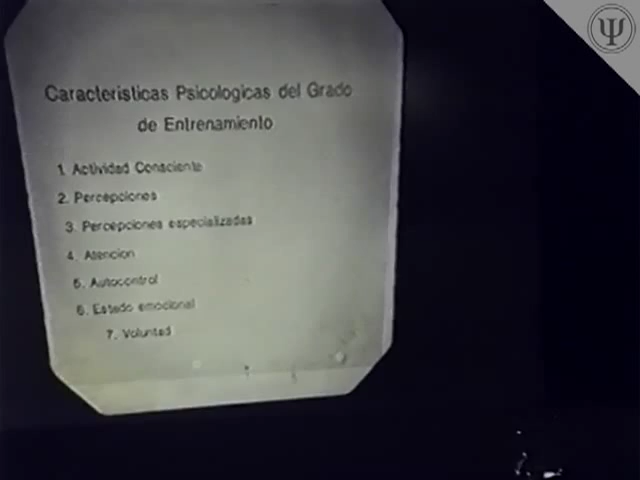 Caracteristicas Psicologicas del Grado
de Entrenamiento
1. Actividad Consciente
2. Percepciones
3. Percepciones especializadas
4. Atencion
5. Autocontrol
6. Estado emocional
7. Voluntad
Ψ